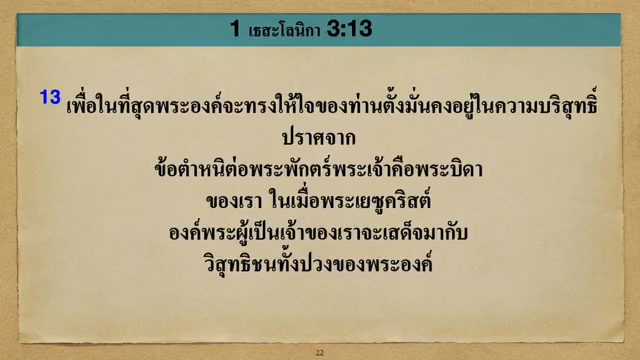 1 เธสะโลนิกา 3:13
13 เพื่อในที่สุดพระองค์จะทรงให้ใจของท่านตั้งมั่นคงอยู่ในความบริสุทธิ์
ปราศจาก
ข้อตำหนิต่อพระพักตร์พระเจ้าคือพระบิดา
ของเรา ในเมื่อพระเยซูคริสต์
องค์พระผู้เป็นเจ้าของเราจะเสด็จมากับ
วิสุทธิชนทั้งปวงของพระองค์
22